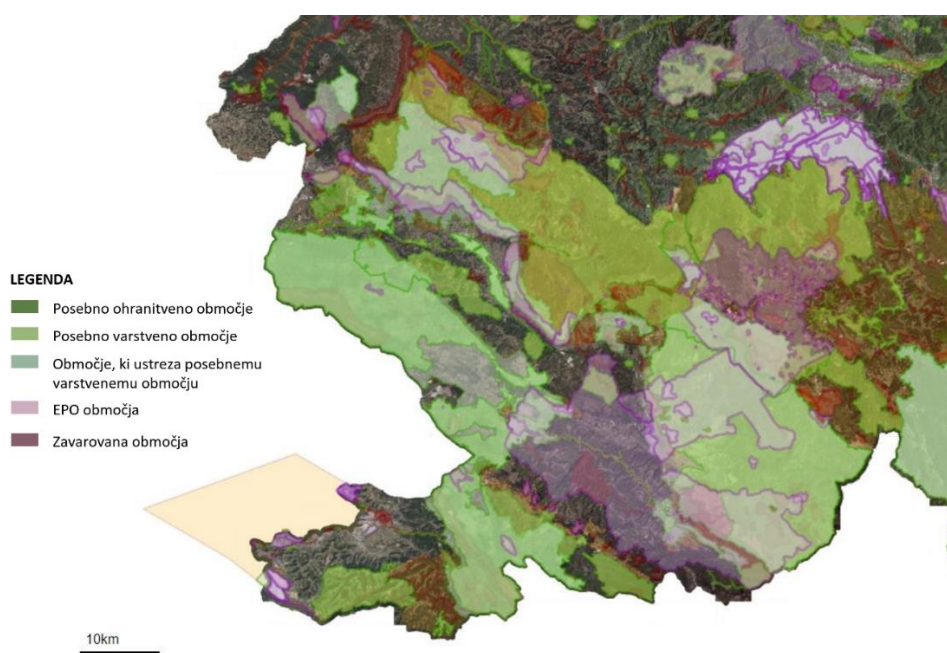 LEGENDA
Posebno ohranitveno območje
Posebno varstveno območje
Območje, ki ustreza posebnemu
varstvenemu območju
EPO območja
Zavarovana območja
10km